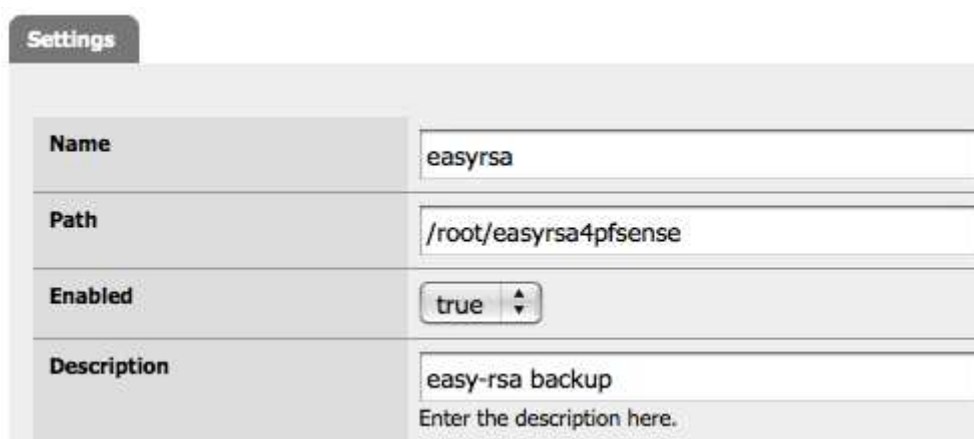 Settings
Name
easyrsa
Path
/root/easyrsa4pfsense
Enabled
true
Description
easy-rsa backup
Enter the description here.